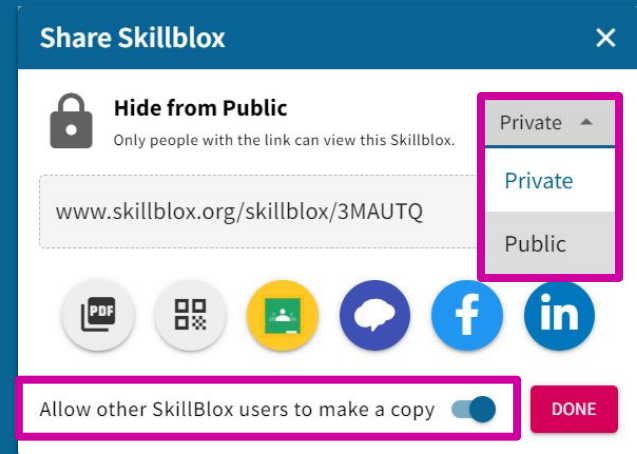 Share Skillblox
Hide from Public
Only people with the link can view this Skillblox.
Private
Private
Public
www.skillblox.org/skillblox/3MAUTQ
PDF
f
in
Allow other SkillBlox users to make a copy
DONE